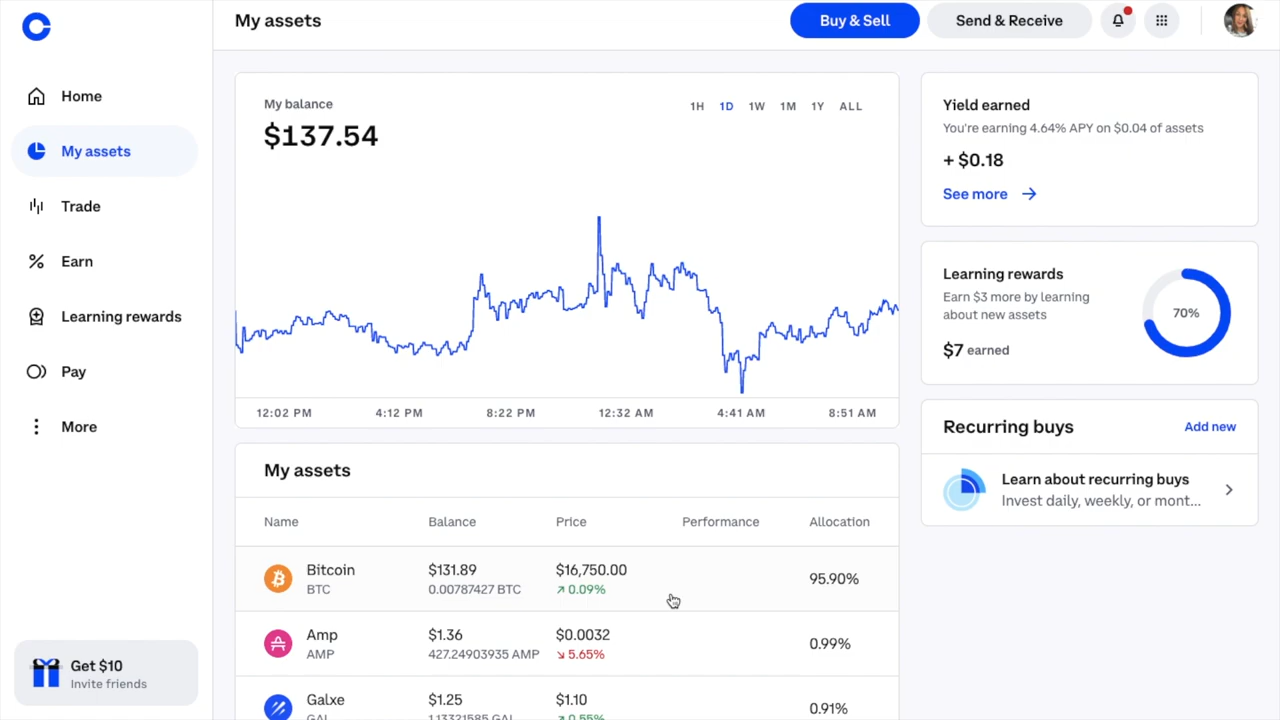 My assets
Buy & Sell
Send & Receive
Home
My assets
Trade
Earn
Learning rewards
Pay
More
Get $10
Invite friends
My balance
$137.54
1H 1D 1W 1M 1Y ALL
12:02 PM 4:12 PM 8:22 PM 12:32 AM 4:41 AM 8:51 AM
My assets
Name Balance Price Performance Allocation
Bitcoin $131.89 $16,750.00 95.90%
BTC 0.00787427 BTC ↗ 0.09%
Amp $1.36 $0.0032 0.99%
AMP 427.24903935 AMP ↘ 5.65%
Galxe $1.25 $1.10 0.91%
GAL 1.13321585 GAL ↗ 0.55%
Yield earned
You're earning 4.64% APY on $0.04 of assets
+ $0.18
See more →
Learning rewards
Earn $3 more by learning
about new assets
$7 earned
70%
Recurring buys Add new
Learn about recurring buys
Invest daily, weekly, or mont...